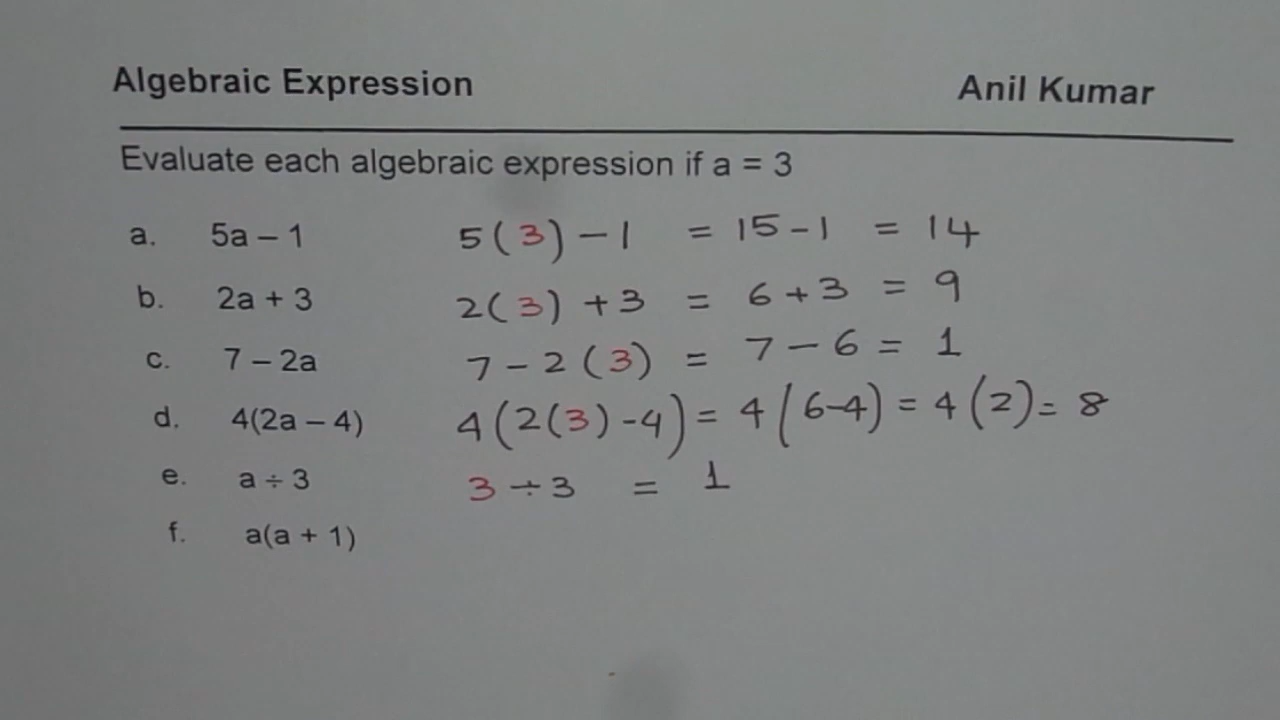 Algebraic Expression Anil Kumar
Evaluate each algebraic expression if a = 3
a. 5a – 1 5(3) – 1 = 15 – 1 = 14
b. 2a + 3 2(3) + 3 = 6 + 3 = 9
c. 7 – 2a 7 – 2(3) = 7 – 6 = 1
d. 4(2a – 4) 4(2(3) - 4) = 4(6-4) = 4(2) = 8
e. a ÷ 3 3 ÷ 3 = 1
f. a(a + 1)